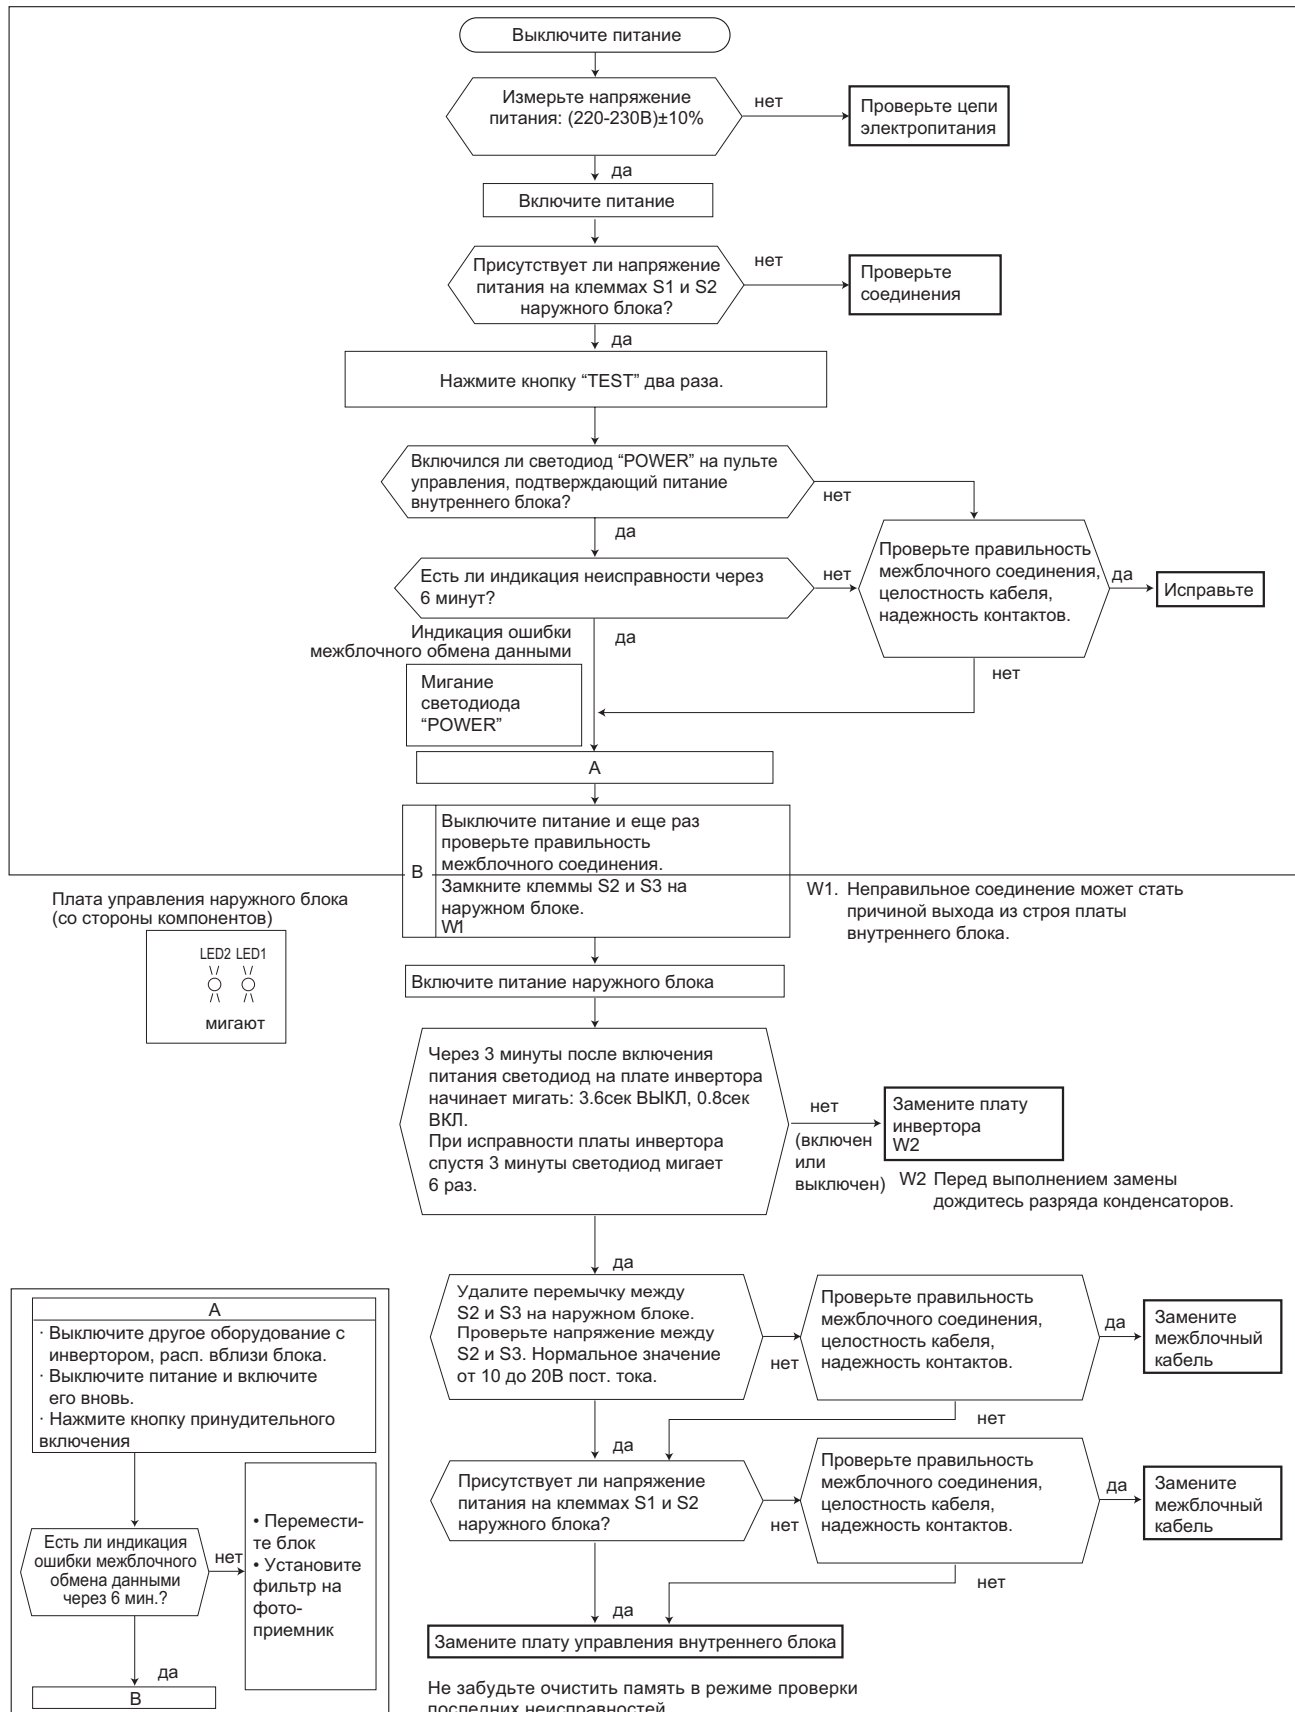 Выключите питание
Измерьте напряжение
питания: (220-230В)±10%
нет
Проверьте цепи
электропитания
да
Включите питание
Присутствует ли напряжение
питания на клеммах S1 и S2
наружного блока?
нет
Проверьте
соединения
да
Нажмите кнопку “TEST” два раза.
Включился ли светодиод “POWER” на пульте
управления, подтверждающий питание
внутреннего блока?
нет
да
Есть ли индикация неисправности через
6 минут?
нет
Проверьте правильность
межблочного соединения,
целостность кабеля,
надежность контактов.
да
Исправьте
Индикация ошибки
межблочного обмена данными
да
нет
Мигание
светодиода
“POWER”
A
B
Выключите питание и еще раз
проверьте правильность
межблочного соединения.
Замкните клеммы S2 и S3 на
наружном блоке.
W1
W1. Неправильное соединение может стать
причиной выхода из строя платы
внутреннего блока.
Плата управления наружного блока
(со стороны компонентов)
LED2 LED1
мигают
Включите питание наружного блока
Через 3 минуты после включения
питания светодиод на плате инвертора
начинает мигать: 3.6сек ВЫКЛ, 0.8сек
ВКЛ.
При исправности платы инвертора
спустя 3 минуты светодиод мигает
6 раз.
нет
(включен
или
выключен)
Замените плату
инвертора
W2
W2 Перед выполнением замены
дождитесь разряда конденсаторов.
да
Удалите перемычку между
S2 и S3 на наружном блоке.
Проверьте напряжение между
S2 и S3. Нормальное значение
от 10 до 20В пост. тока.
нет
Проверьте правильность
межблочного соединения,
целостность кабеля,
надежность контактов.
да
Замените
межблочный
кабель
нет
да
Присутствует ли напряжение
питания на клеммах S1 и S2
наружного блока?
нет
Проверьте правильность
межблочного соединения,
целостность кабеля,
надежность контактов.
да
Замените
межблочный
кабель
нет
да
Замените плату управления внутреннего блока
Не забудьте очистить память в режиме проверки
последних неисправностей
A
· Выключите другое оборудование с
инвертором, расп. вблизи блока.
· Выключите питание и включите
его вновь.
· Нажмите кнопку принудительного
включения
Есть ли индикация
ошибки межблочного
обмена данными
через 6 мин.?
нет
• Перемести-
те блок
• Установите
фильтр на
фото-
приемник
да
B